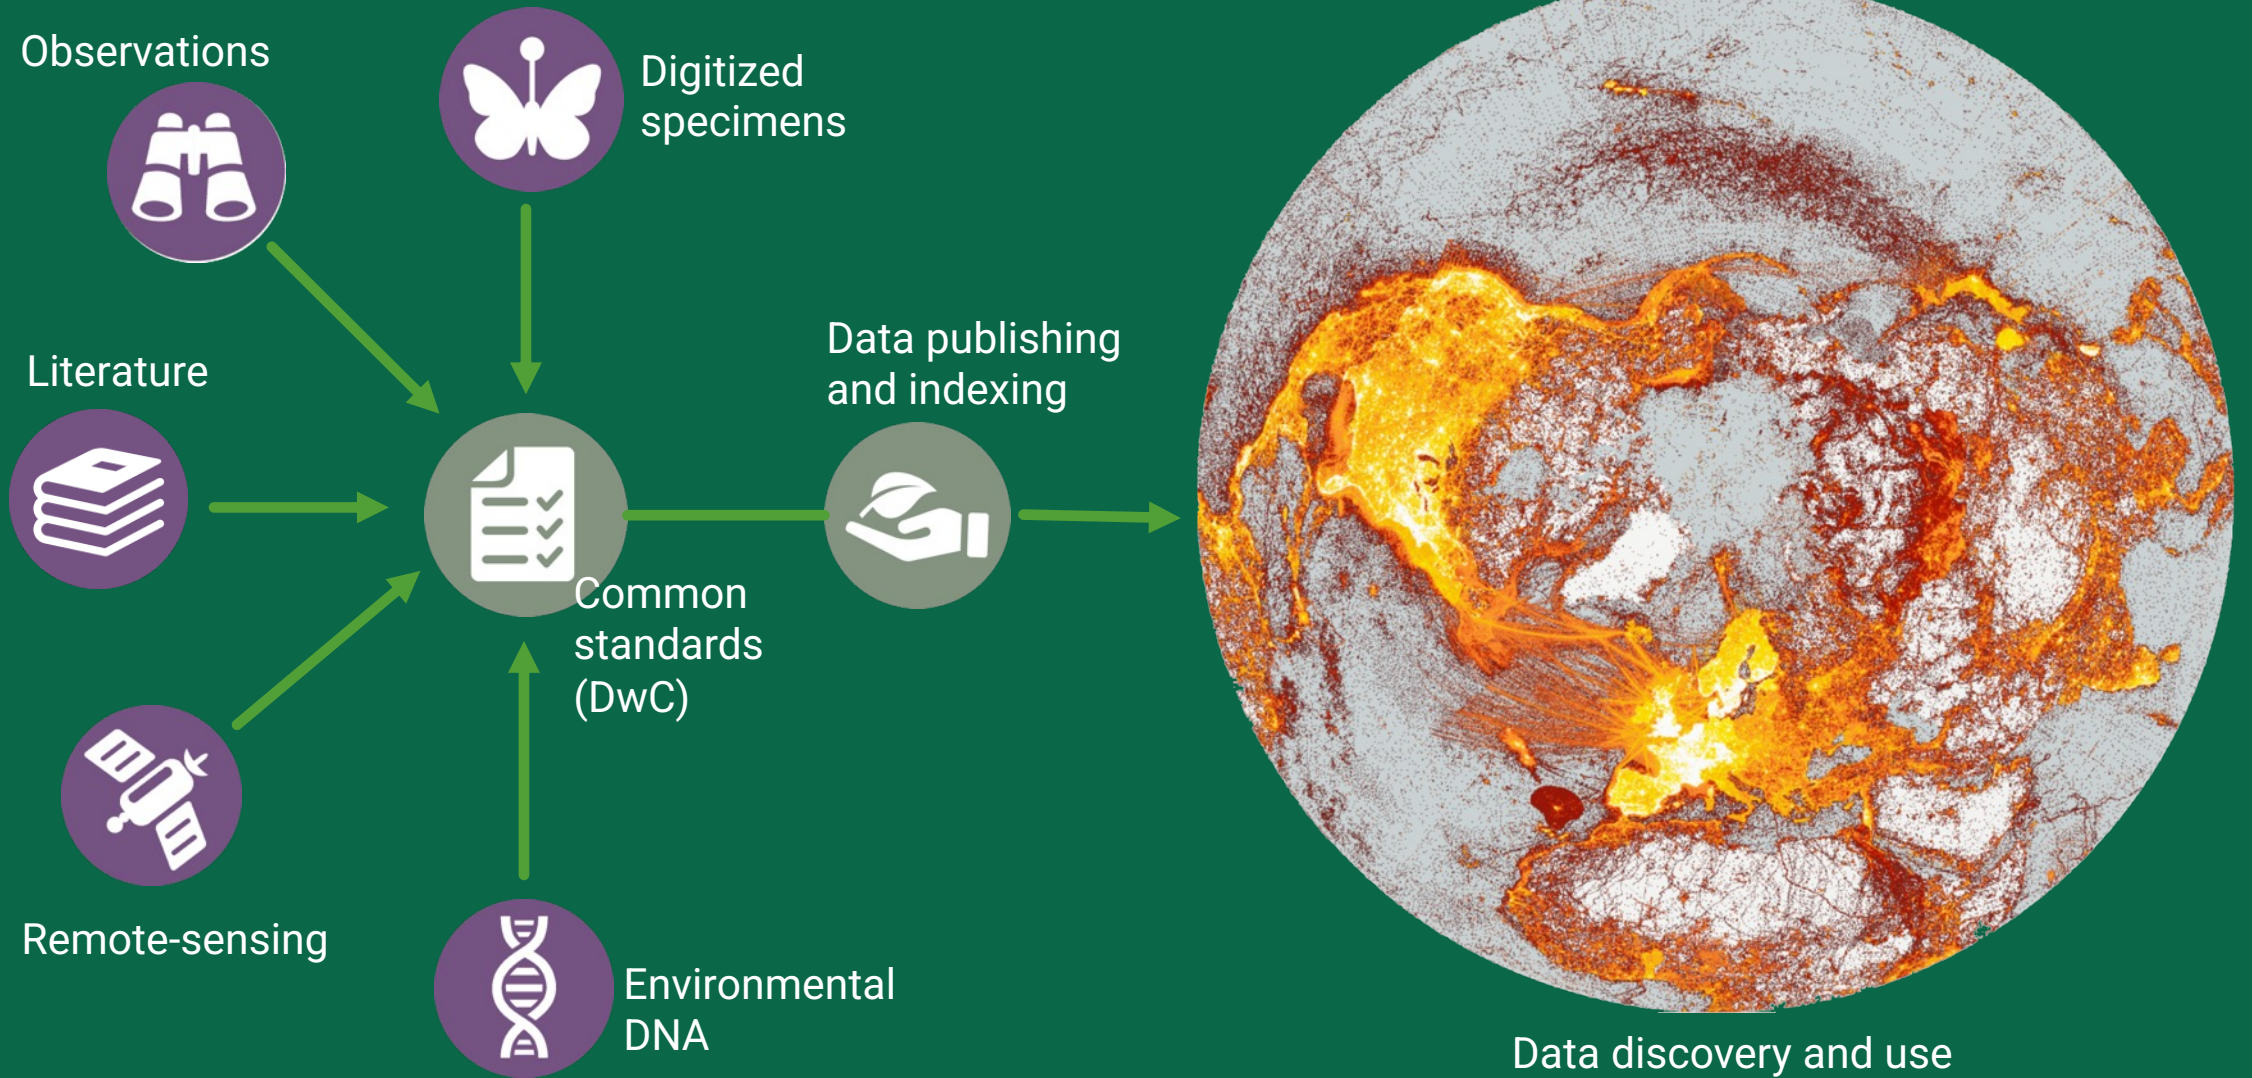 Observations
Digitized
specimens
Literature
Data publishing
and indexing
Common
standards
(DwC)
Remote-sensing
Environmental
DNA
Data discovery and use